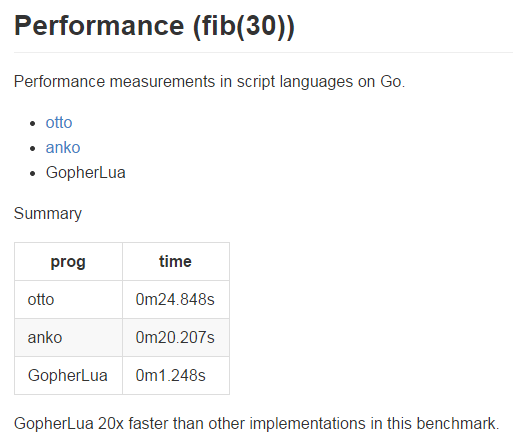 Performance (fib(30))
Performance measurements in script languages on Go.
otto
anko
GopherLua
Summary
prog time
otto 0m24.848s
anko 0m20.207s
GopherLua 0m1.248s
GopherLua 20x faster than other implementations in this benchmark.